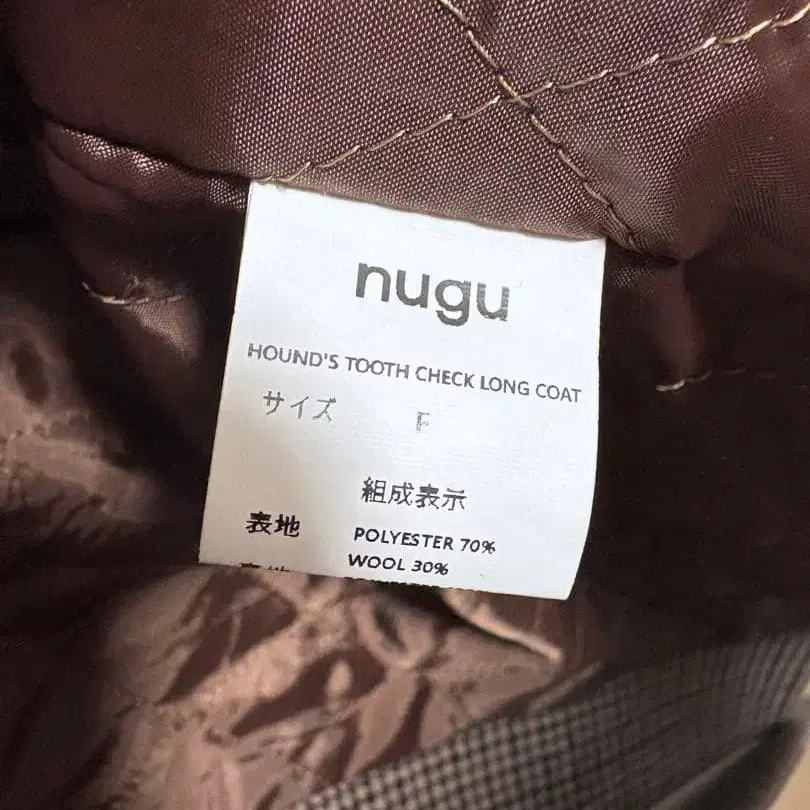 nugu
HOUND'S TOOTH CHECK LONG COAT
サイズ F
組成表示
表地 POLYESTER 70%
WOOL 30%